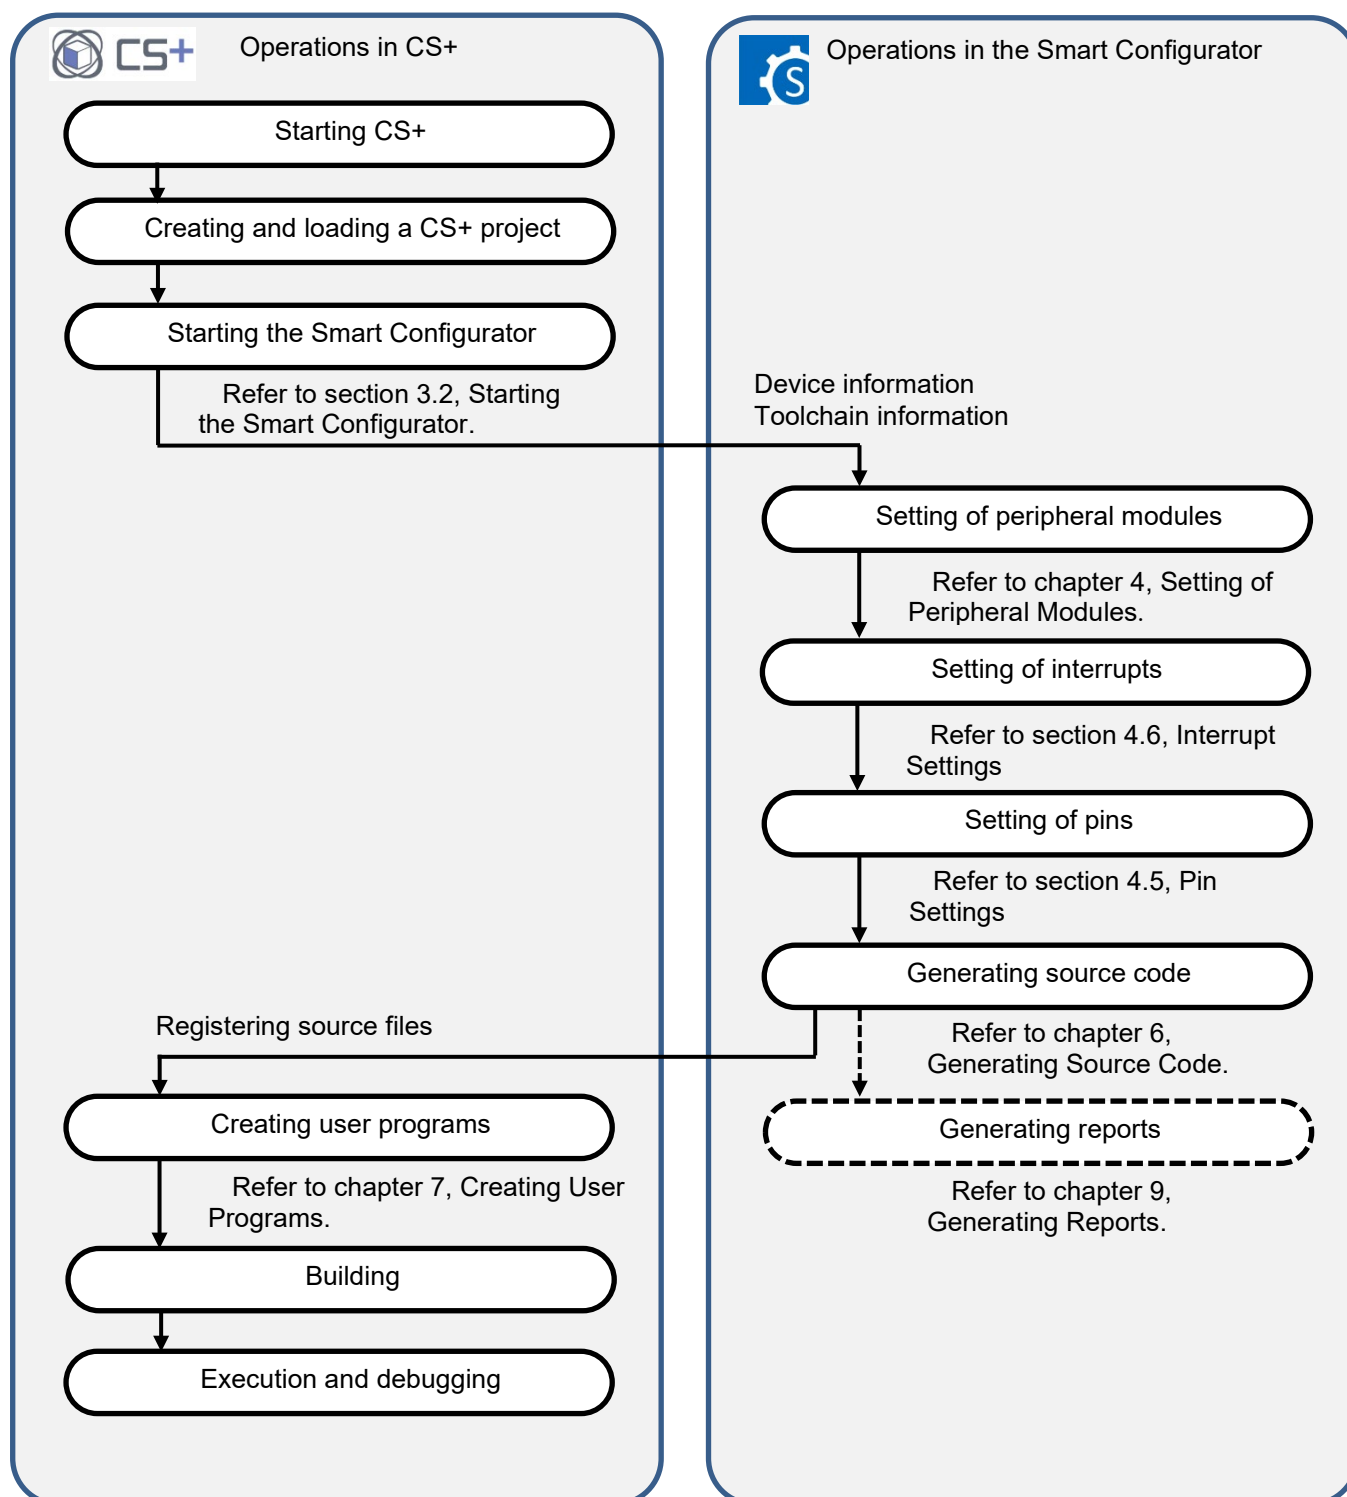 CS+
Operations in CS+
Starting CS+
Creating and loading a CS+ project
Starting the Smart Configurator
Refer to section 3.2, Starting
the Smart Configurator.
Registering source files
Creating user programs
Refer to chapter 7, Creating User
Programs.
Building
Execution and debugging
S
Operations in the Smart Configurator
Device information
Toolchain information
Setting of peripheral modules
Refer to chapter 4, Setting of
Peripheral Modules.
Setting of interrupts
Refer to section 4.6, Interrupt
Settings
Setting of pins
Refer to section 4.5, Pin
Settings
Generating source code
Refer to chapter 6,
Generating Source Code.
Generating reports
Refer to chapter 9,
Generating Reports.